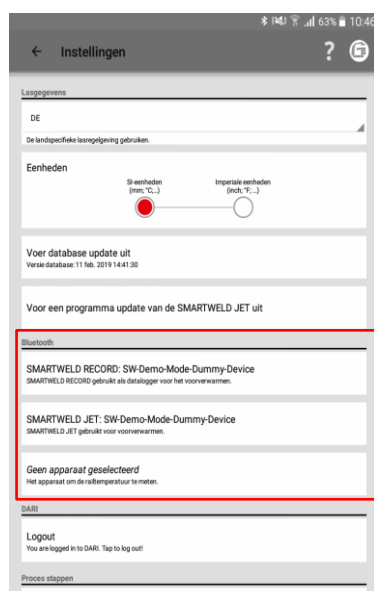 63% 10:46
← Instellingen ?
Lasgegevens
DE
De landspecifieke lasregelgeving gebruiken.
Eenheden
SI-eenheden Imperiale eenheden
(mm; °C;...) (inch; °F; ...)
Voer database update uit
Versie database: 11 feb. 2019 14:41:30
Voor een programma update van de SMARTWELD JET uit
Bluetooth
SMARTWELD RECORD: SW-Demo-Mode-Dummy-Device
SMARTWELD RECORD gebruikt als datalogger voor het voorverwarmen.
SMARTWELD JET: SW-Demo-Mode-Dummy-Device
SMARTWELD JET gebruikt voor voorverwarmen.
Geen apparaat geselecteerd
Het apparaat om de railtemperatuur te meten.
DARI
Logout
You are logged in to DARI. Tap to log out!
Proces stappen